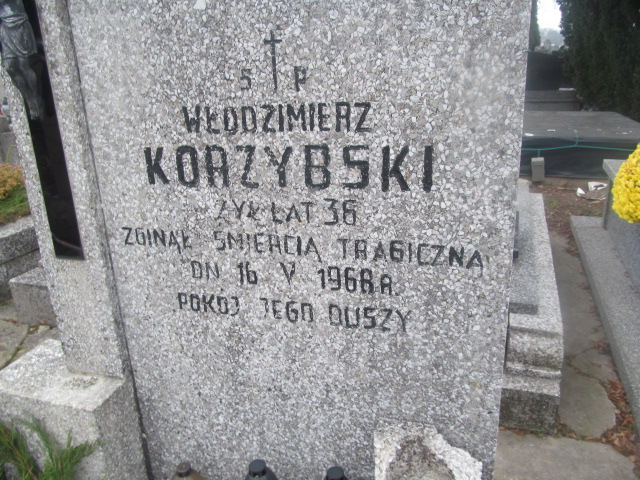 Ś P
WŁODZIMIERZ
KORZYBSKI
ŻYŁ LAT 36
ZGINĄŁ ŚMIERCIĄ TRAGICZNĄ
DN 16 V 1968 R.
POKÓJ JEGO DUSZY